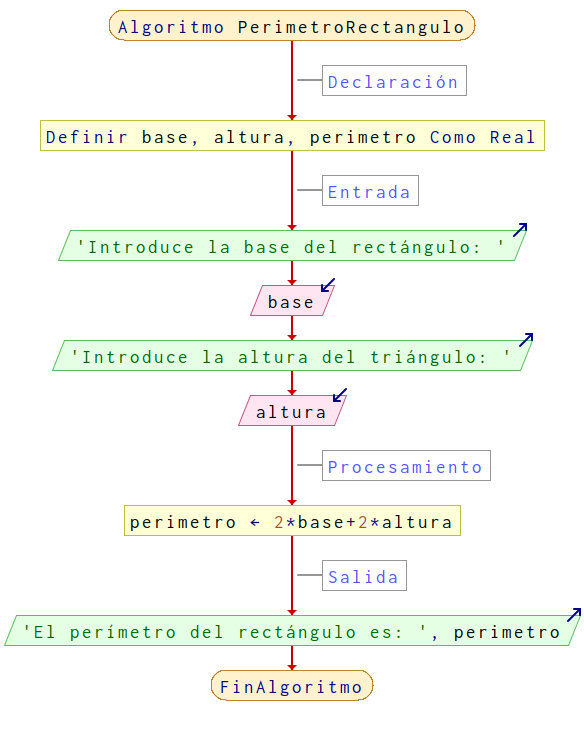 Algoritmo PerimetroRectangulo
Declaración
Definir base, altura, perimetro Como Real
Entrada
'Introduce la base del rectángulo: '
base
'Introduce la altura del triángulo: '
altura
Procesamiento
perimetro ← 2*base+2*altura
Salida
'El perímetro del rectángulo es: ', perimetro
FinAlgoritmo